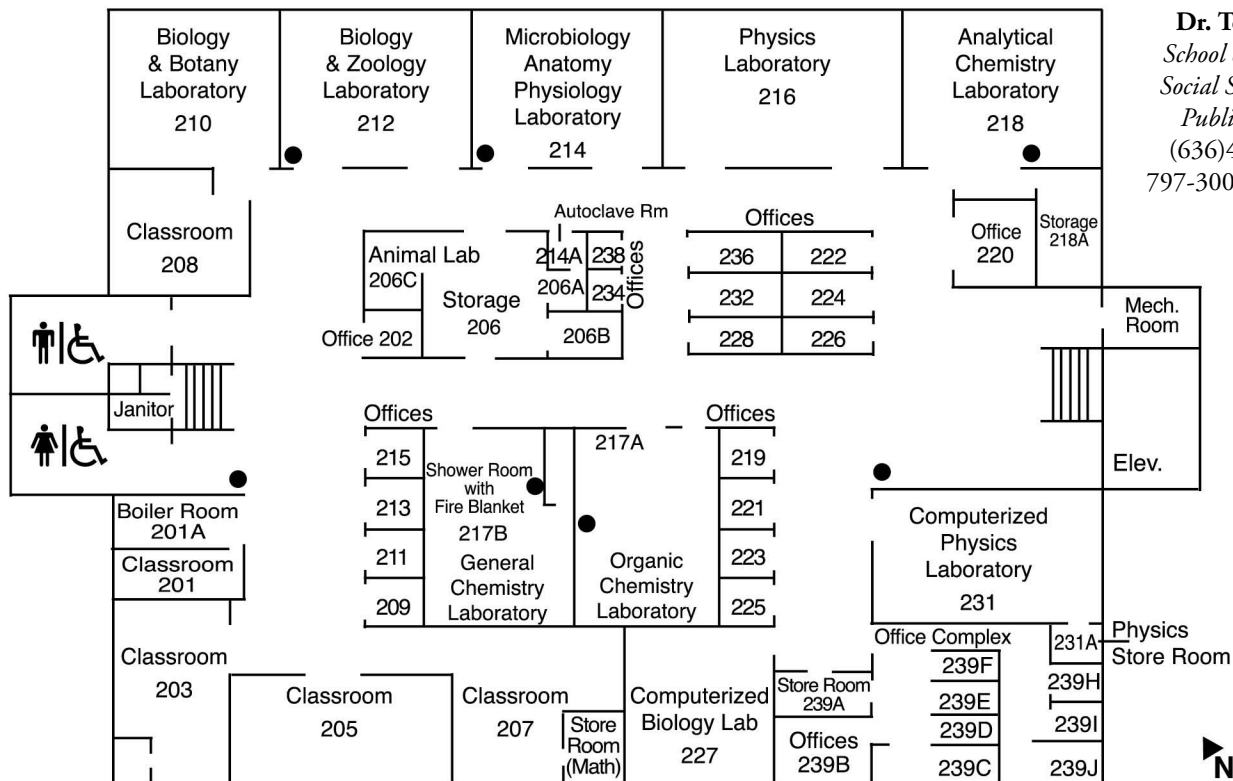 Biology
& Botany
Laboratory
210
Biology
& Zoology
Laboratory
212
Microbiology
Anatomy
Physiology
Laboratory
214
Physics
Laboratory
216
Analytical
Chemistry
Laboratory
218
Dr. T
School
Social S
Publi
(636)4
797-300
Classroom
208
Animal Lab
206C
Storage
206
Office 202
Autoclave Rm
214A
206A
206B
238
234
Offices
Offices
236
222
232
224
228
226
Office
220
Storage
218A
Mech.
Room
Janitor
Elev.
Offices
215
213
211
209
Shower Room
with
Fire Blanket
217B
General
Chemistry
Laboratory
217A
Organic
Chemistry
Laboratory
Offices
219
221
223
225
Boiler Room
201A
Classroom
201
Classroom
203
Classroom
205
Classroom
207
Store
Room
(Math)
Computerized
Biology Lab
227
Store Room
239A
Offices
239B
Computerized
Physics
Laboratory
231
Office Complex
239F
239E
239D
239C
231A
Physics
Store Room
239H
239I
239J
N